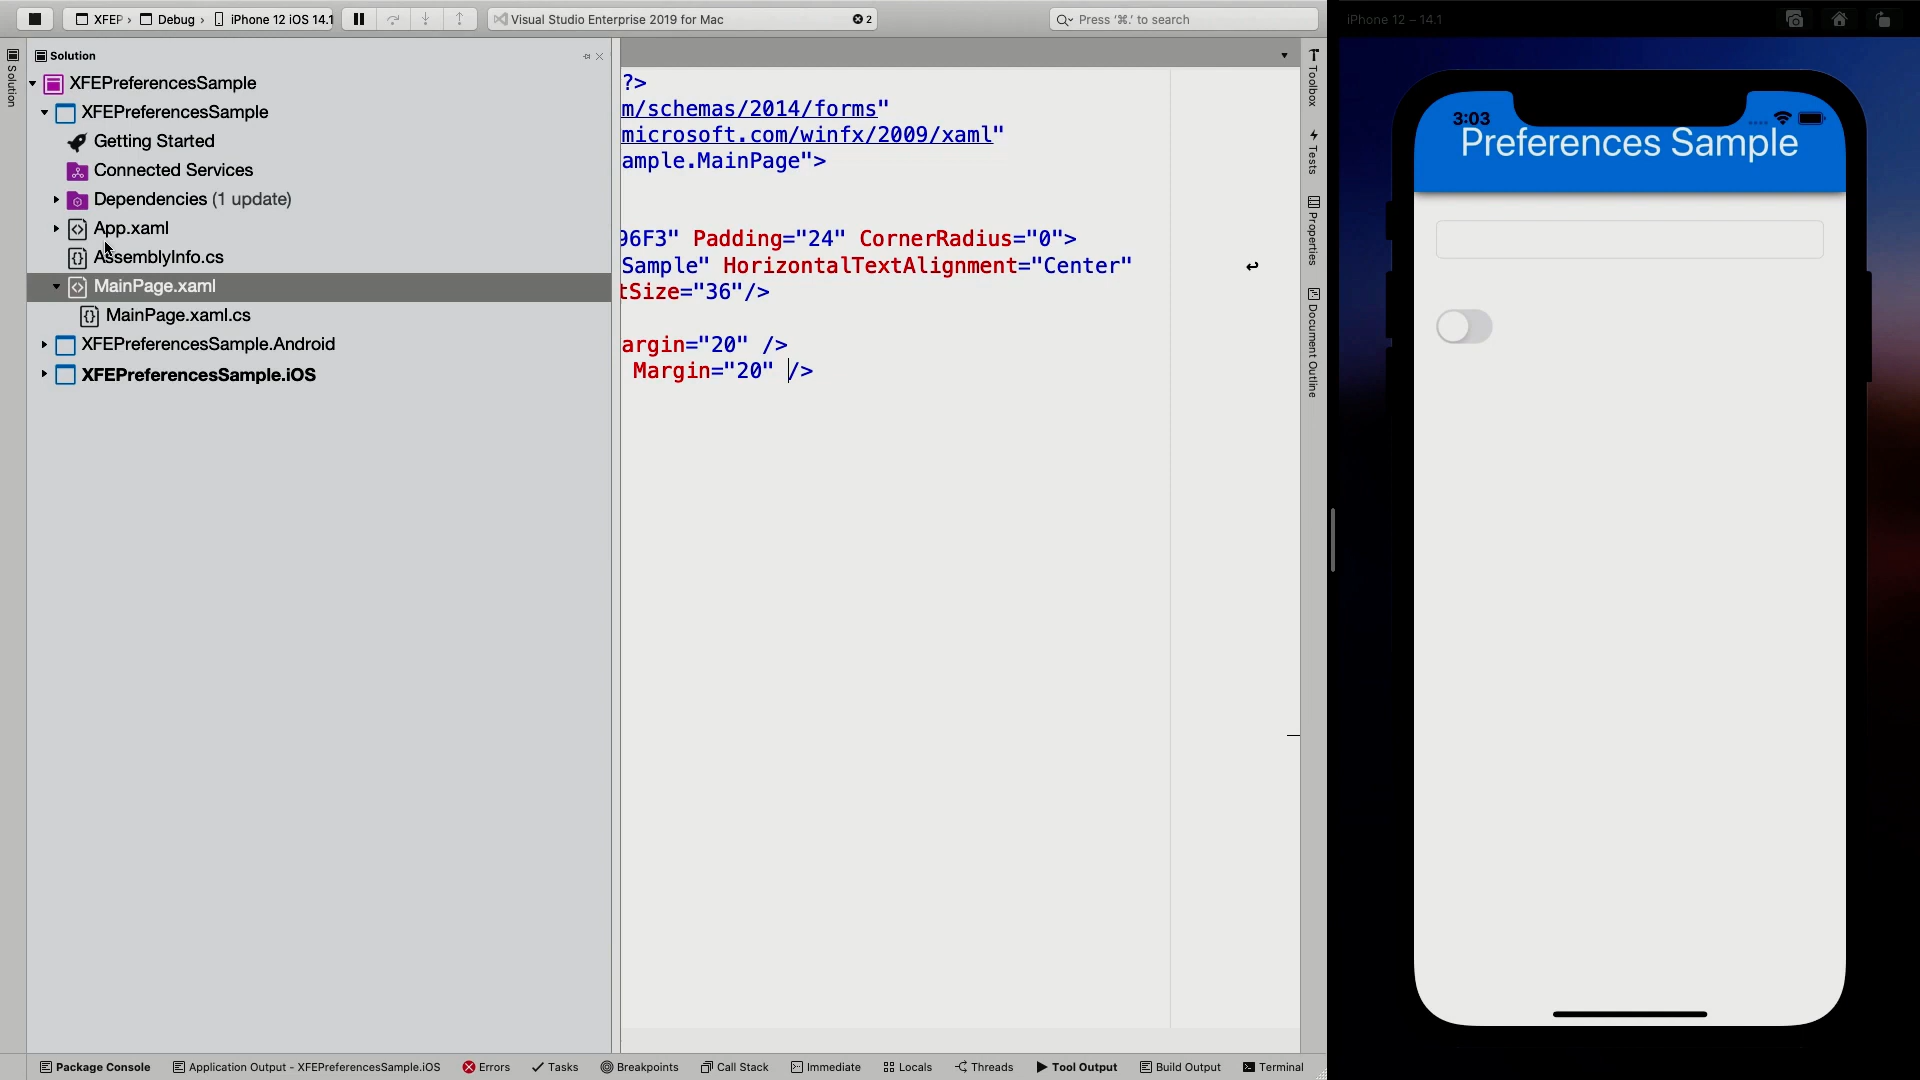 XFEP › Debug › iPhone 12 iOS 14.1
Visual Studio Enterprise 2019 for Mac
2
Press '⌘.' to search
iPhone 12 – 14.1
Solution
Solution
XFEPreferencesSample
XFEPreferencesSample
Getting Started
Connected Services
Dependencies (1 update)
App.xaml
AssemblyInfo.cs
MainPage.xaml
MainPage.xaml.cs
XFEPreferencesSample.Android
XFEPreferencesSample.iOS
?>
m/schemas/2014/forms"
microsoft.com/winfx/2009/xaml"
ample.MainPage">
96F3" Padding="24" CornerRadius="0">
Sample" HorizontalTextAlignment="Center"
tSize="36"/>
argin="20" />
Margin="20" />
Toolbox
Tests
Properties
Document Outline
3:03
Preferences Sample
Package Console
Application Output - XFEPreferencesSample.iOS
Errors
Tasks
Breakpoints
Call Stack
Immediate
Locals
Threads
Tool Output
Build Output
Terminal